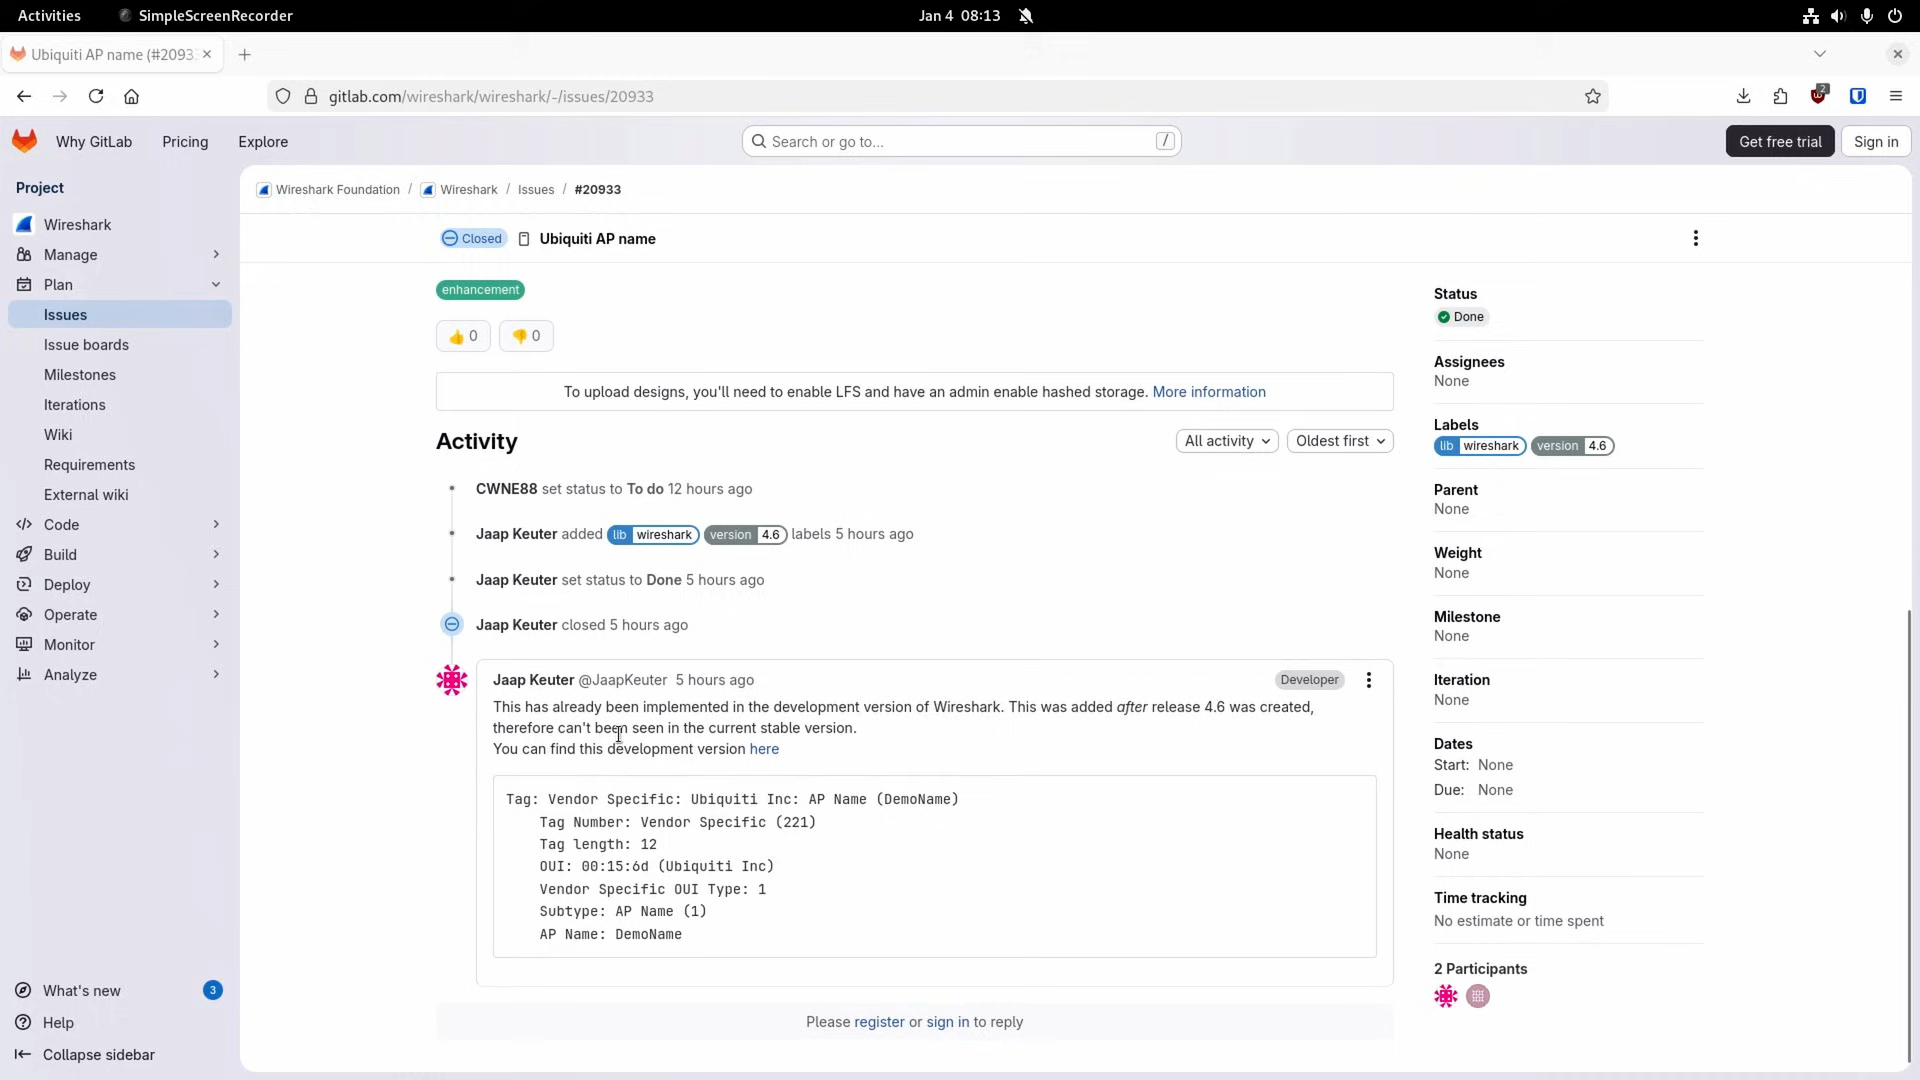 Activities SimpleScreenRecorder Jan 4 08:13
Ubiquiti AP name (#2093
gitlab.com/wireshark/wireshark/-/issues/20933 2
Why GitLab Pricing Explore Search or go to... / Get free trial Sign in
Project
Wireshark
Manage
Plan
Issues
Issue boards
Milestones
Iterations
Wiki
Requirements
External wiki
Code
Build
Deploy
Operate
Monitor
Analyze
What's new 3
Help
Collapse sidebar
Wireshark Foundation / Wireshark / Issues / #20933
Closed Ubiquiti AP name
enhancement
👍 0 👎 0
To upload designs, you'll need to enable LFS and have an admin enable hashed storage. More information
Activity All activity Oldest first
CWNE88 set status to To do 12 hours ago
Jaap Keuter added lib wireshark version 4.6 labels 5 hours ago
Jaap Keuter set status to Done 5 hours ago
Jaap Keuter closed 5 hours ago
Jaap Keuter @JaapKeuter 5 hours ago Developer
This has already been implemented in the development version of Wireshark. This was added after release 4.6 was created,
therefore can't been seen in the current stable version.
You can find this development version here
Tag: Vendor Specific: Ubiquiti Inc: AP Name (DemoName)
Tag Number: Vendor Specific (221)
Tag length: 12
OUI: 00:15:6d (Ubiquiti Inc)
Vendor Specific OUI Type: 1
Subtype: AP Name (1)
AP Name: DemoName
Please register or sign in to reply
Status
Done
Assignees
None
Labels
lib wireshark version 4.6
Parent
None
Weight
None
Milestone
None
Iteration
None
Dates
Start: None
Due: None
Health status
None
Time tracking
No estimate or time spent
2 Participants